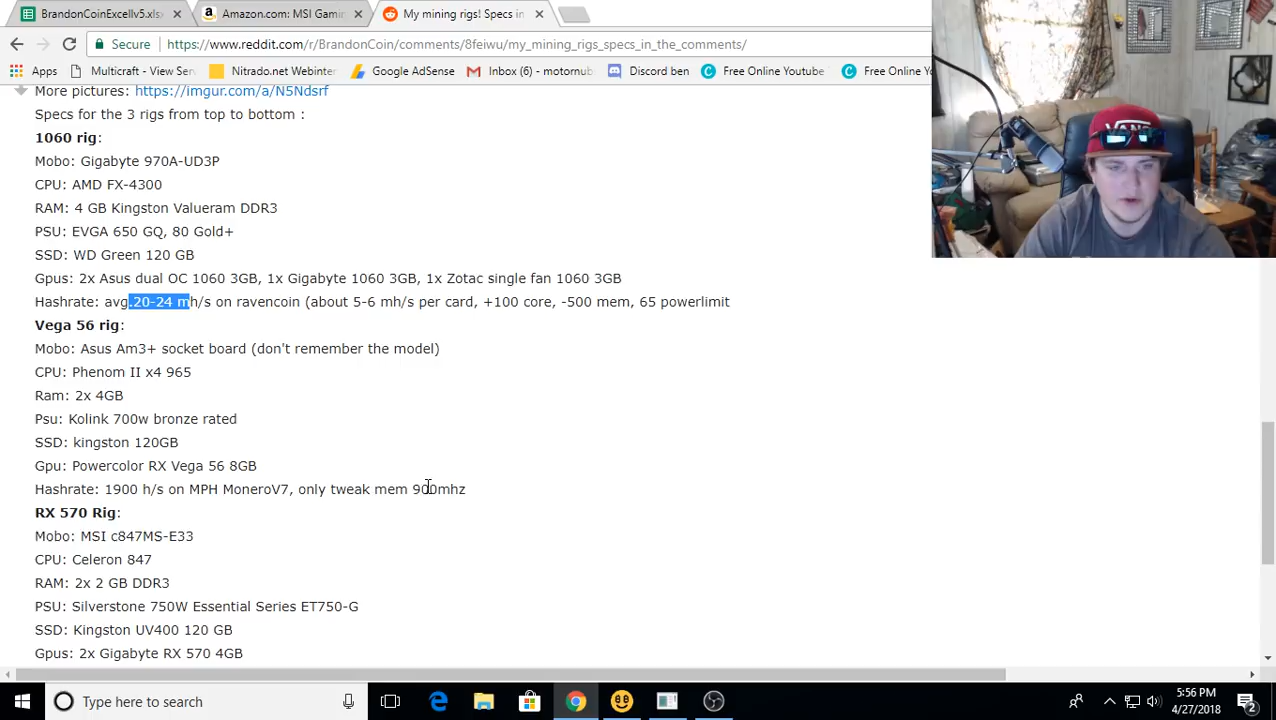 BrandonCoinExcellv5.xls
Amazon.com: MSI Gami
My mining rigs! Specs in
Secure
https://www.reddit.com/r/BrandonCoin/comments/8feiwu/my_mining_rigs_specs_in_the_comments/
Apps
Multicraft - View Serv
Nitrado.net Webinter
Google AdSense
Inbox (6) - motornub
Discord ben
Free Online Youtube
Free Online Yo
More pictures: https://imgur.com/a/N5Ndsrf
Specs for the 3 rigs from top to bottom :
1060 rig:
Mobo: Gigabyte 970A-UD3P
CPU: AMD FX-4300
RAM: 4 GB Kingston Valueram DDR3
PSU: EVGA 650 GQ, 80 Gold+
SSD: WD Green 120 GB
Gpus: 2x Asus dual OC 1060 3GB, 1x Gigabyte 1060 3GB, 1x Zotac single fan 1060 3GB
Hashrate: avg.20-24 mh/s on ravencoin (about 5-6 mh/s per card, +100 core, -500 mem, 65 powerlimit
Vega 56 rig:
Mobo: Asus Am3+ socket board (don't remember the model)
CPU: Phenom II x4 965
Ram: 2x 4GB
Psu: Kolink 700w bronze rated
SSD: kingston 120GB
Gpu: Powercolor RX Vega 56 8GB
Hashrate: 1900 h/s on MPH MoneroV7, only tweak mem 900mhz
RX 570 Rig:
Mobo: MSI c847MS-E33
CPU: Celeron 847
RAM: 2x 2 GB DDR3
PSU: Silverstone 750W Essential Series ET750-G
SSD: Kingston UV400 120 GB
Gpus: 2x Gigabyte RX 570 4GB
VANS
Type here to search
5:56 PM
4/27/2018
2